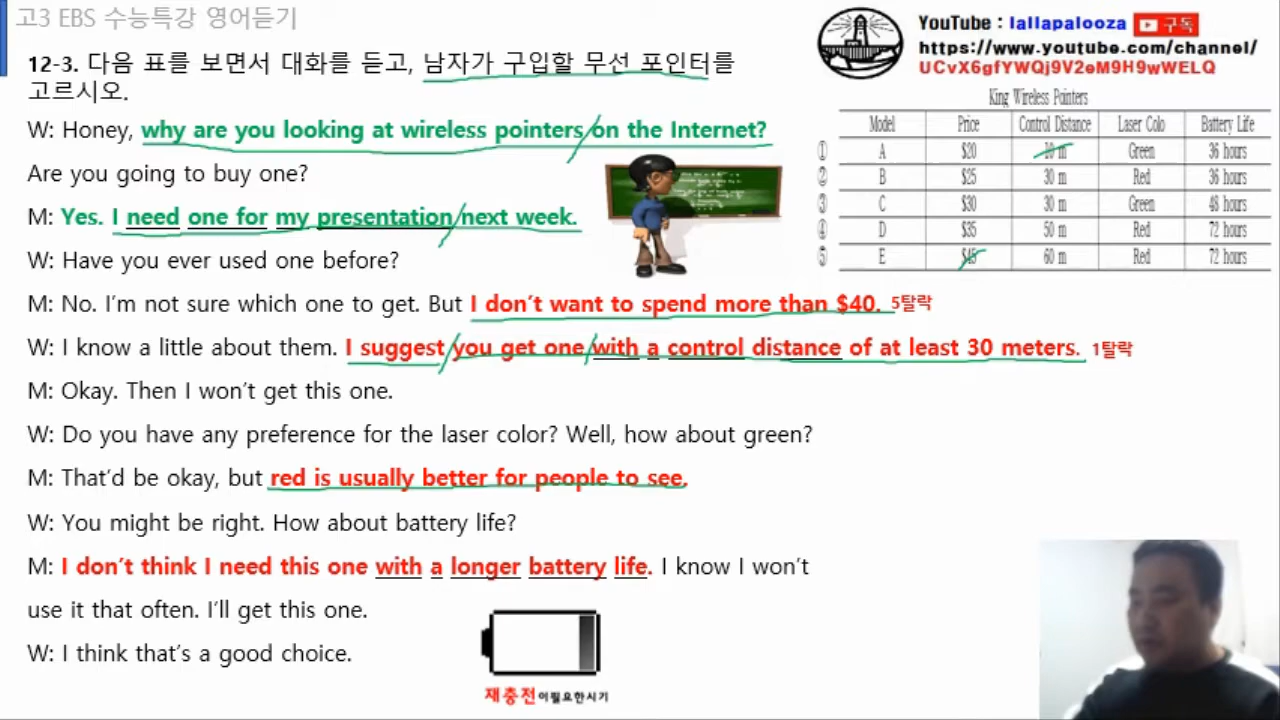 고3 EBS 수능특강 영어듣기
YouTube : lallapalooza 구독
https://www.youtube.com/channel/
UCvX6gfYWQj9V2eM9H9wWELQ
12-3. 다음 표를 보면서 대화를 듣고, 남자가 구입할 무선 포인터를
고르시오.
King Wireless Pointers
Model Price Control Distance Laser Colo Battery Life
① A $20 10 m Green 36 hours
② B $25 30 m Red 36 hours
③ C $30 30 m Green 48 hours
④ D $35 50 m Red 72 hours
⑤ E $45 60 m Red 72 hours
W: Honey, why are you looking at wireless pointers/on the Internet?
Are you going to buy one?
M: Yes. I need one for my presentation/next week.
W: Have you ever used one before?
M: No. I'm not sure which one to get. But I don't want to spend more than $40. 5탈락
W: I know a little about them. I suggest/you get one/with a control distance of at least 30 meters. 1탈락
M: Okay. Then I won't get this one.
W: Do you have any preference for the laser color? Well, how about green?
M: That'd be okay, but red is usually better for people to see.
W: You might be right. How about battery life?
M: I don't think I need this one with a longer battery life. I know I won't
use it that often. I'll get this one.
W: I think that's a good choice.
재충전이필요한시기